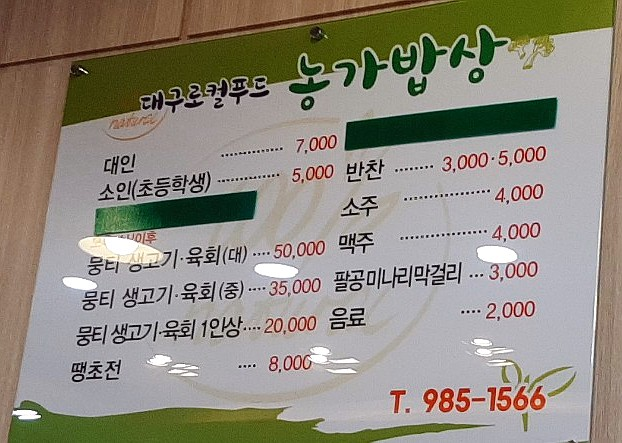 대구로컬푸드 농가밥상
natural
대인 ............ 7,000
소인(초등학생) ............ 5,000
이후
뭉티 생고기·육회(대) .... 50,000
뭉티 생고기·육회(중) .... 35,000
뭉티 생고기·육회 1인상 .... 20,000
땡초전 .... 8,000
반찬 ........ 3,000·5,000
소주 ............ 4,000
맥주 ............ 4,000
팔공미나리막걸리 ... 3,000
음료 .... 2,000
T. 985-1566